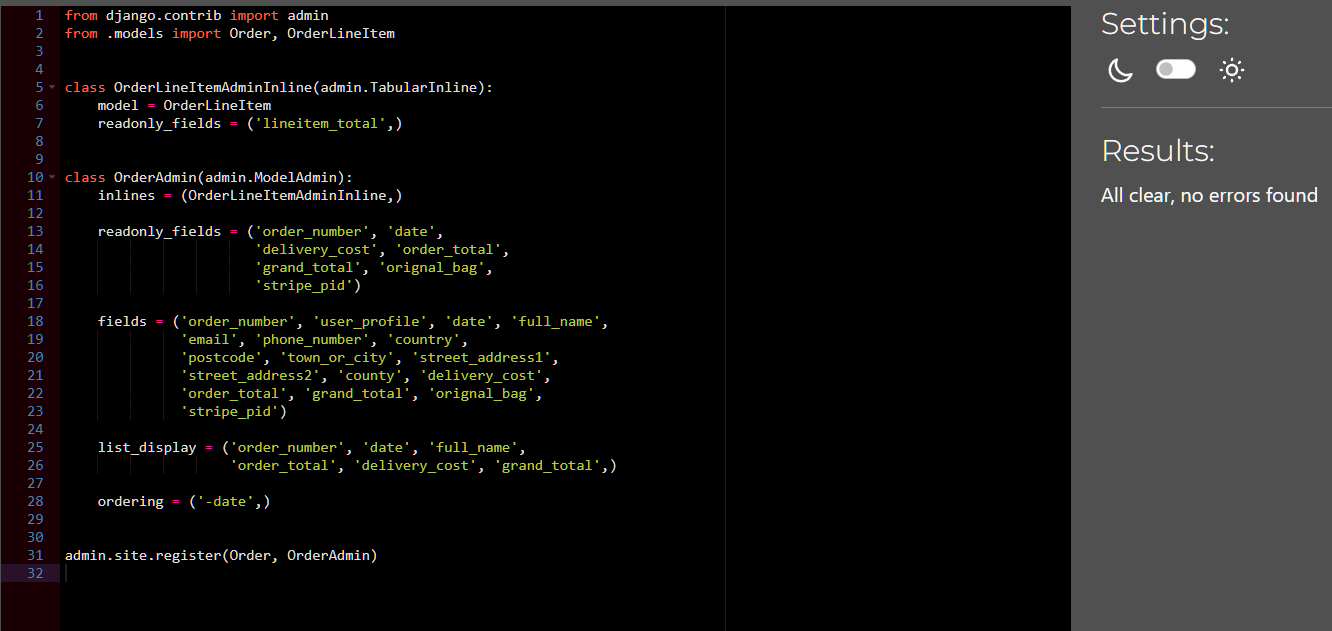 1 from django.contrib import admin
2 from .models import Order, OrderLineItem
3
4
5 class OrderLineItemAdminInline(admin.TabularInline):
6     model = OrderLineItem
7     readonly_fields = ('lineitem_total',)
8
9
10 class OrderAdmin(admin.ModelAdmin):
11     inlines = (OrderLineItemAdminInline,)
12
13     readonly_fields = ('order_number', 'date',
14                        'delivery_cost', 'order_total',
15                        'grand_total', 'orignal_bag',
16                        'stripe_pid')
17
18     fields = ('order_number', 'user_profile', 'date', 'full_name',
19               'email', 'phone_number', 'country',
20               'postcode', 'town_or_city', 'street_address1',
21               'street_address2', 'county', 'delivery_cost',
22               'order_total', 'grand_total', 'orignal_bag',
23               'stripe_pid')
24
25     list_display = ('order_number', 'date', 'full_name',
26                     'order_total', 'delivery_cost', 'grand_total',)
27
28     ordering = ('-date',)
29
30
31 admin.site.register(Order, OrderAdmin)
32
Settings:
Results:
All clear, no errors found